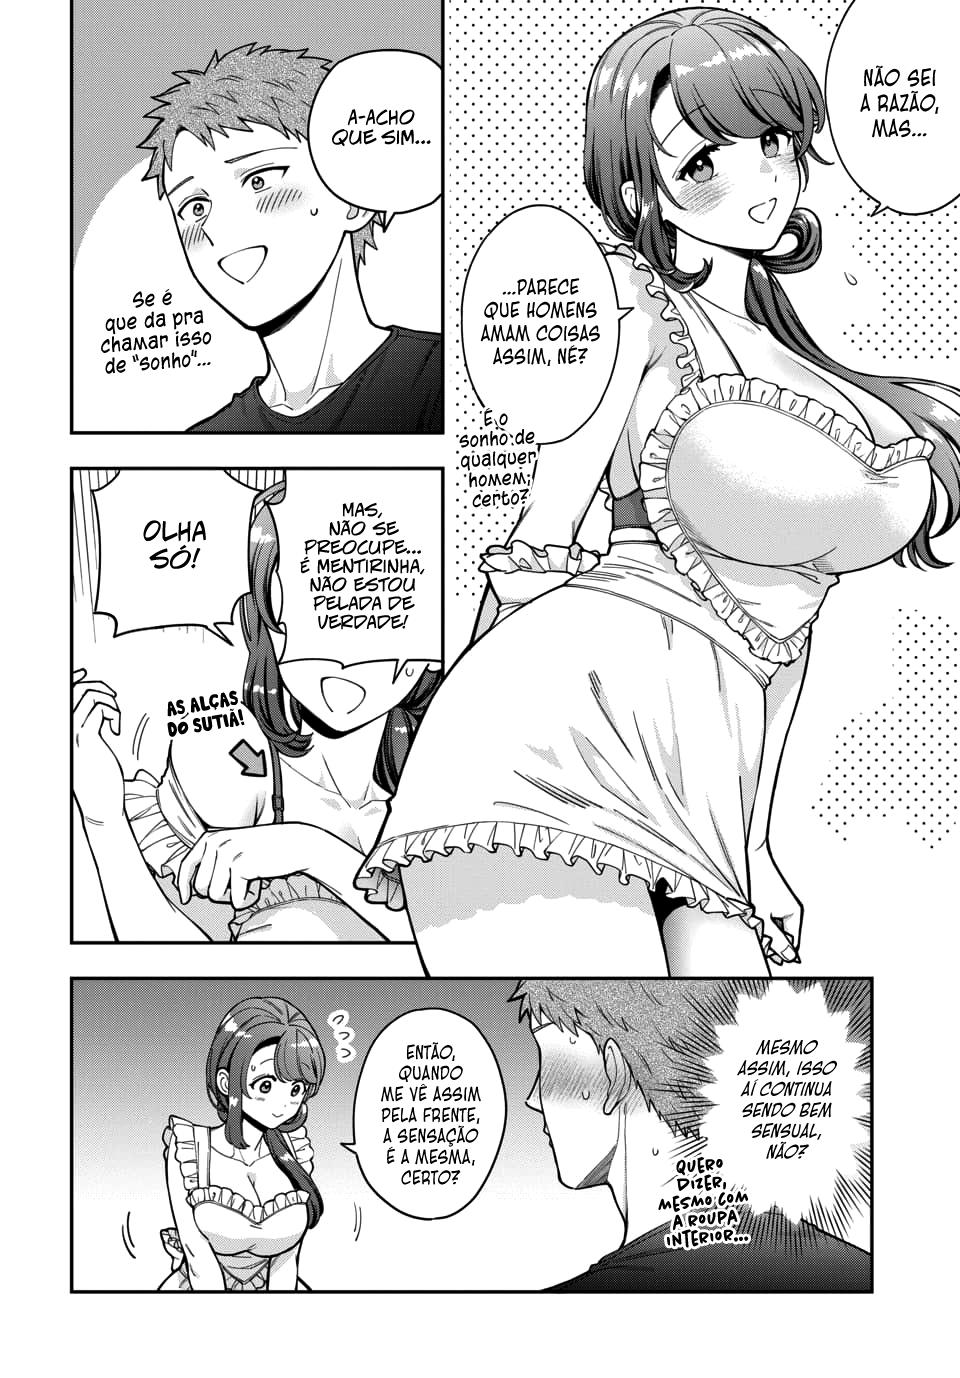 NÃO SEI
A RAZÃO,
MAS...
...PARECE
QUE HOMENS
AMAM COISAS
ASSIM, NÉ?
É o
sonho de
qualquer
homem,
certo?
A-ACHO
QUE SIM...
Se é
que da pra
chamar isso
de "sonho"...
MAS,
NÃO SE
PREOCUPE...
É MENTIRINHA,
NÃO ESTOU
PELADA DE
VERDADE!
OLHA
SÓ!
AS ALÇAS
DO SUTIÃ!
MESMO
ASSIM, ISSO
AÍ CONTINUA
SENDO BEM
SENSUAL,
NÃO?
QUERO
DIZER,
MESMO COM
A ROUPA
INTERIOR...
ENTÃO,
QUANDO
ME VÊ ASSIM
PELA FRENTE,
A SENSAÇÃO
É A MESMA,
CERTO?